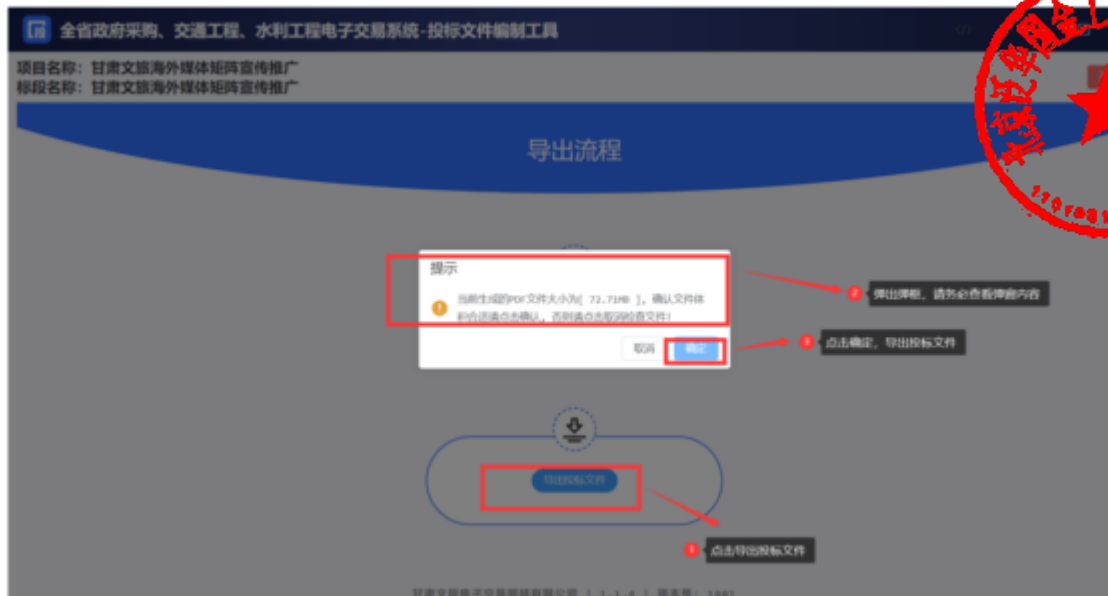 全省政府采购、交通工程、水利工程电子交易系统-投标文件编制工具
项目名称：甘肃文旅海外媒体矩阵宣传推广
标段名称：甘肃文旅海外媒体矩阵宣传推广
导出流程
提示
当前生成的PDF文件大小为[ 72.71MB ]，确认文件体
积合适请点击确认，否则请点击取消检查文件！
取消 确定
2 弹出弹框，请务必查看弹窗内容
3 点击确定，导出投标文件
导出投标文件
1 点击导出投标文件